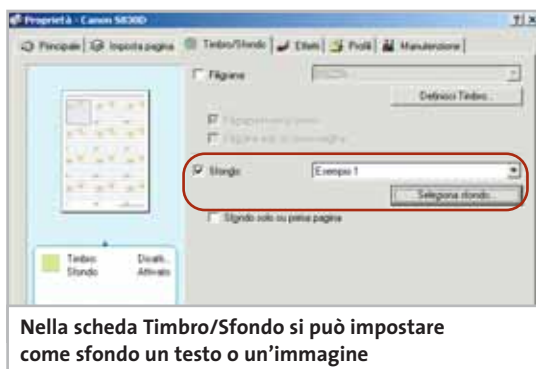 Proprietà - Canon S830D
Principale Imposta pagina Timbro/Sfondo Effetti Profili Manutenzione
Filigrana
Definisci Timbro...
Sfondo Esempio 1
Seleziona sfondo...
Sfondo solo su prima pagina
Timbro Disatt..
Sfondo Attivato
Nella scheda Timbro/Sfondo si può impostare
come sfondo un testo o un'immagine